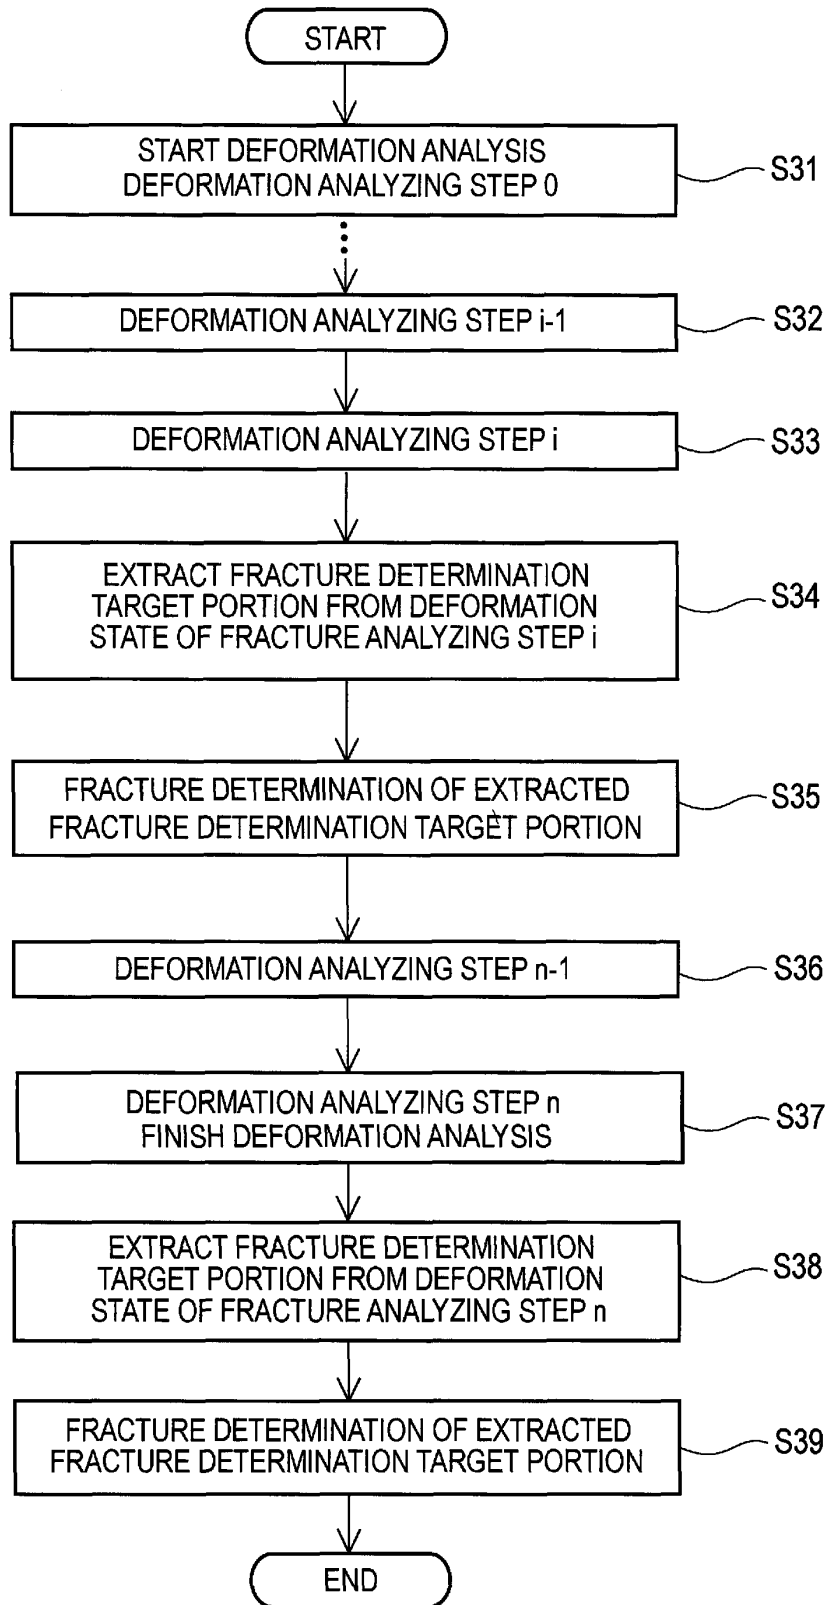 START
START DEFORMATION ANALYSIS
DEFORMATION ANALYZING STEP 0
S31
DEFORMATION ANALYZING STEP i-1
S32
DEFORMATION ANALYZING STEP i
S33
EXTRACT FRACTURE DETERMINATION
TARGET PORTION FROM DEFORMATION
STATE OF FRACTURE ANALYZING STEP i
S34
FRACTURE DETERMINATION OF EXTRACTED
FRACTURE DETERMINATION TARGET PORTION
S35
DEFORMATION ANALYZING STEP n-1
S36
DEFORMATION ANALYZING STEP n
FINISH DEFORMATION ANALYSIS
S37
EXTRACT FRACTURE DETERMINATION
TARGET PORTION FROM DEFORMATION
STATE OF FRACTURE ANALYZING STEP n
S38
FRACTURE DETERMINATION OF EXTRACTED
FRACTURE DETERMINATION TARGET PORTION
S39
END